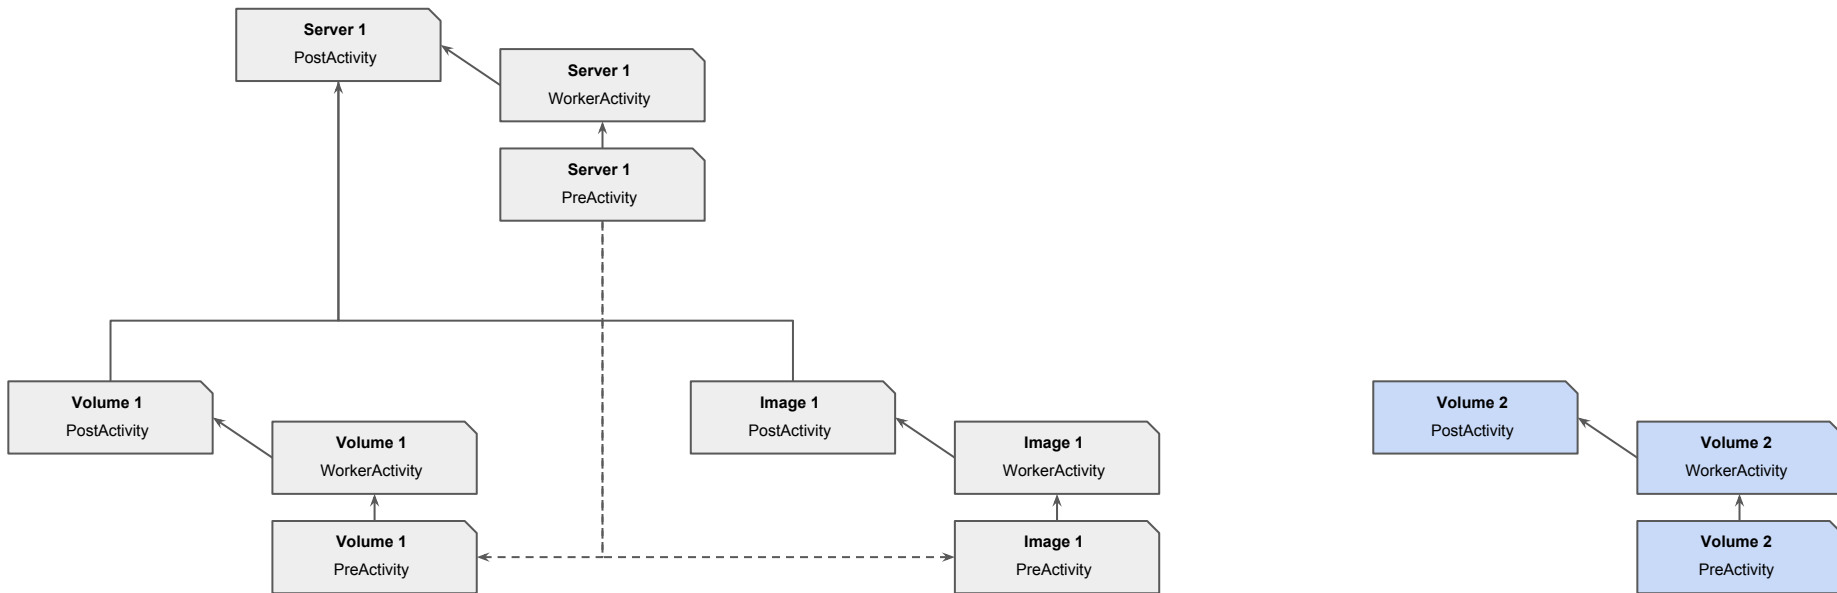 Server 1
PostActivity
Server 1
WorkerActivity
Server 1
PreActivity
Volume 1
PostActivity
Volume 1
WorkerActivity
Volume 1
PreActivity
Image 1
PostActivity
Image 1
WorkerActivity
Image 1
PreActivity
Volume 2
PostActivity
Volume 2
WorkerActivity
Volume 2
PreActivity